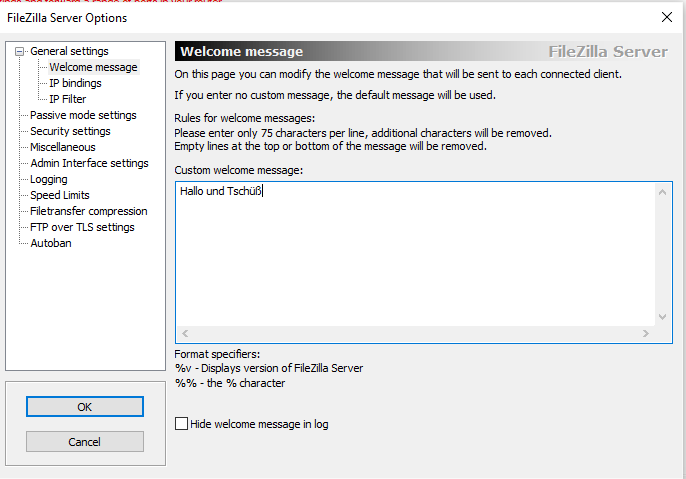 FileZilla Server Options
General settings
Welcome message
IP bindings
IP Filter
Passive mode settings
Security settings
Miscellaneous
Admin Interface settings
Logging
Speed Limits
Filetransfer compression
FTP over TLS settings
Autoban
OK
Cancel
Welcome message
FileZilla Server
On this page you can modify the welcome message that will be sent to each connected client.
If you enter no custom message, the default message will be used.
Rules for welcome messages:
Please enter only 75 characters per line, additional characters will be removed.
Empty lines at the top or bottom of the message will be removed.
Custom welcome message:
Hallo und Tschüß
Format specifiers:
%v - Displays version of FileZilla Server
%% - the % character
Hide welcome message in log